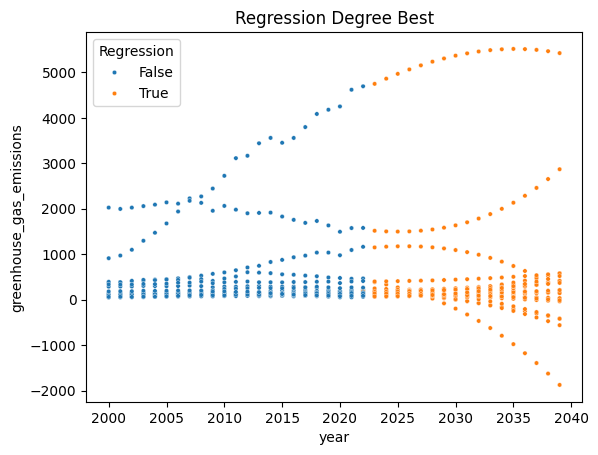 Regression Degree Best
Regression
False
True
greenhouse_gas_emissions
5000
4000
3000
2000
1000
0
−1000
−2000
2000 2005 2010 2015 2020 2025 2030 2035 2040
year